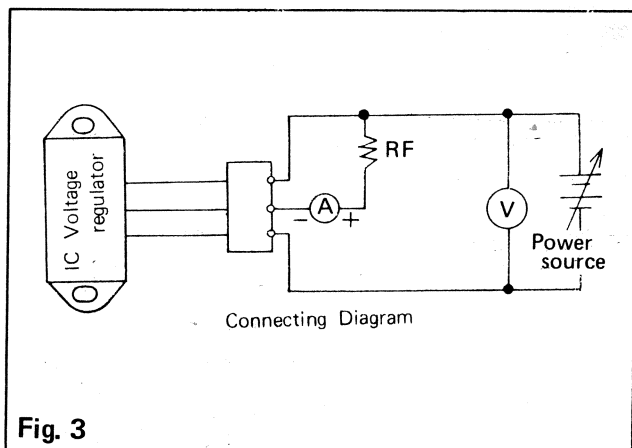 IC Voltage
regulator
RF
A
− +
V
Power
source
Connecting Diagram
Fig. 3